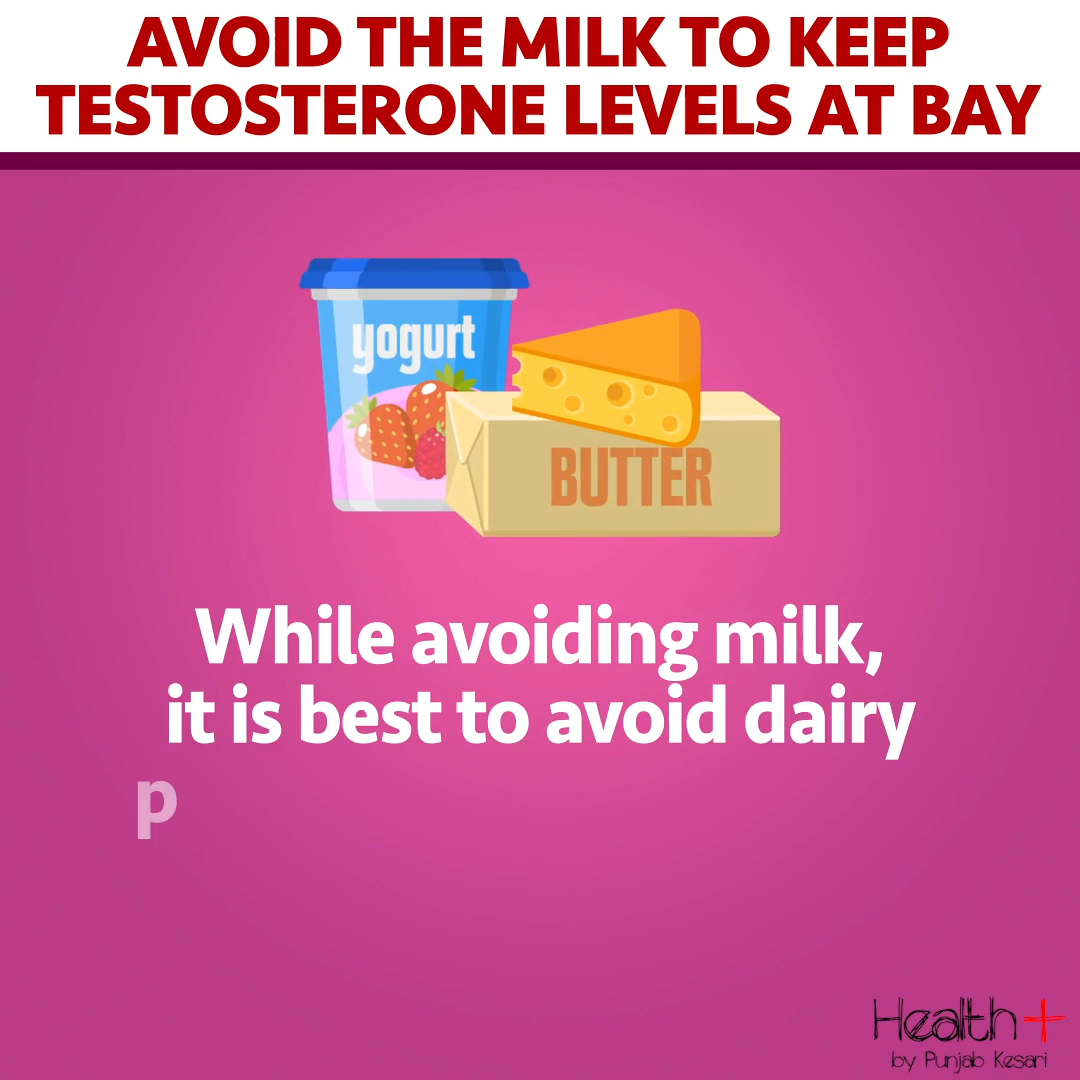 AVOID THE MILK TO KEEP
TESTOSTERONE LEVELS AT BAY
yogurt
BUTTER
While avoiding milk,
it is best to avoid dairy
p
Health+
by Punjab Kesari